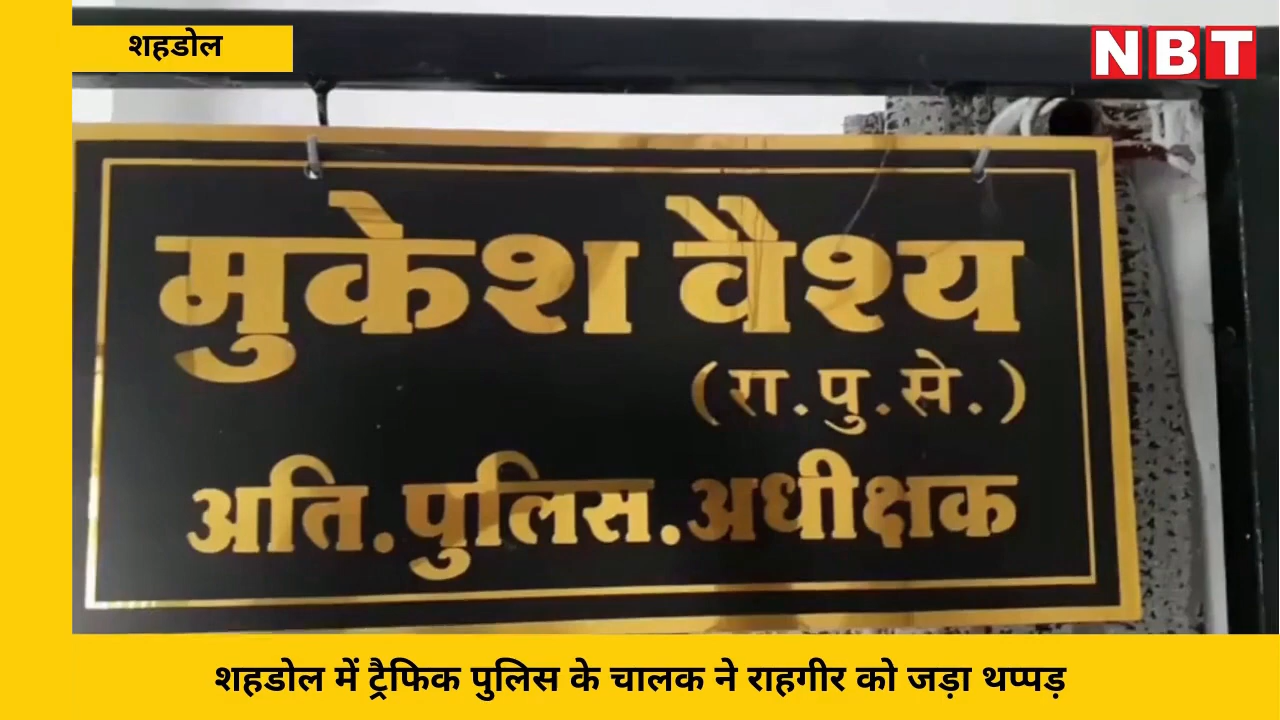 शहडोल
NBT
मुकेश वैश्य
(रा.पु.से.)
अति.पुलिस.अधीक्षक
शहडोल में ट्रैफिक पुलिस के चालक ने राहगीर को जड़ा थप्पड़